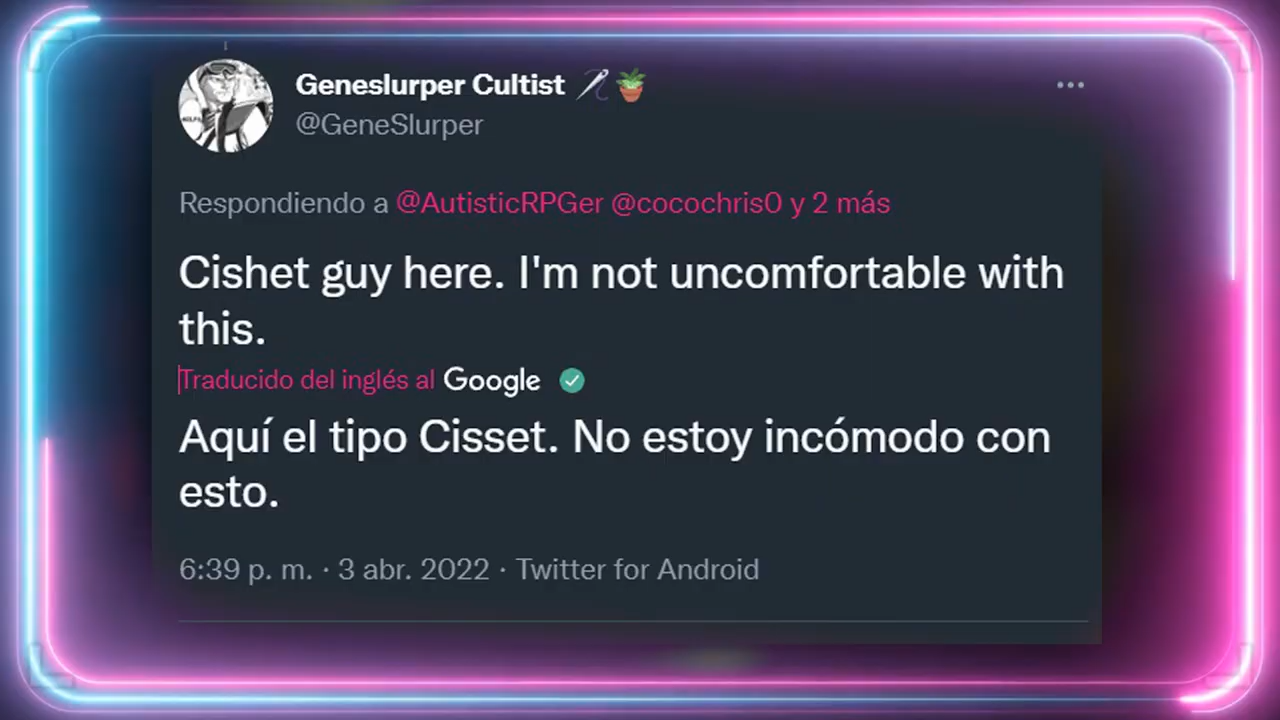 Geneslurper Cultist 🪡🪴
@GeneSlurper
Respondiendo a @AutisticRPGer @cocochris0 y 2 más
Cishet guy here. I'm not uncomfortable with
this.
Traducido del inglés al Google
Aquí el tipo Cisset. No estoy incómodo con
esto.
6:39 p. m. · 3 abr. 2022 · Twitter for Android